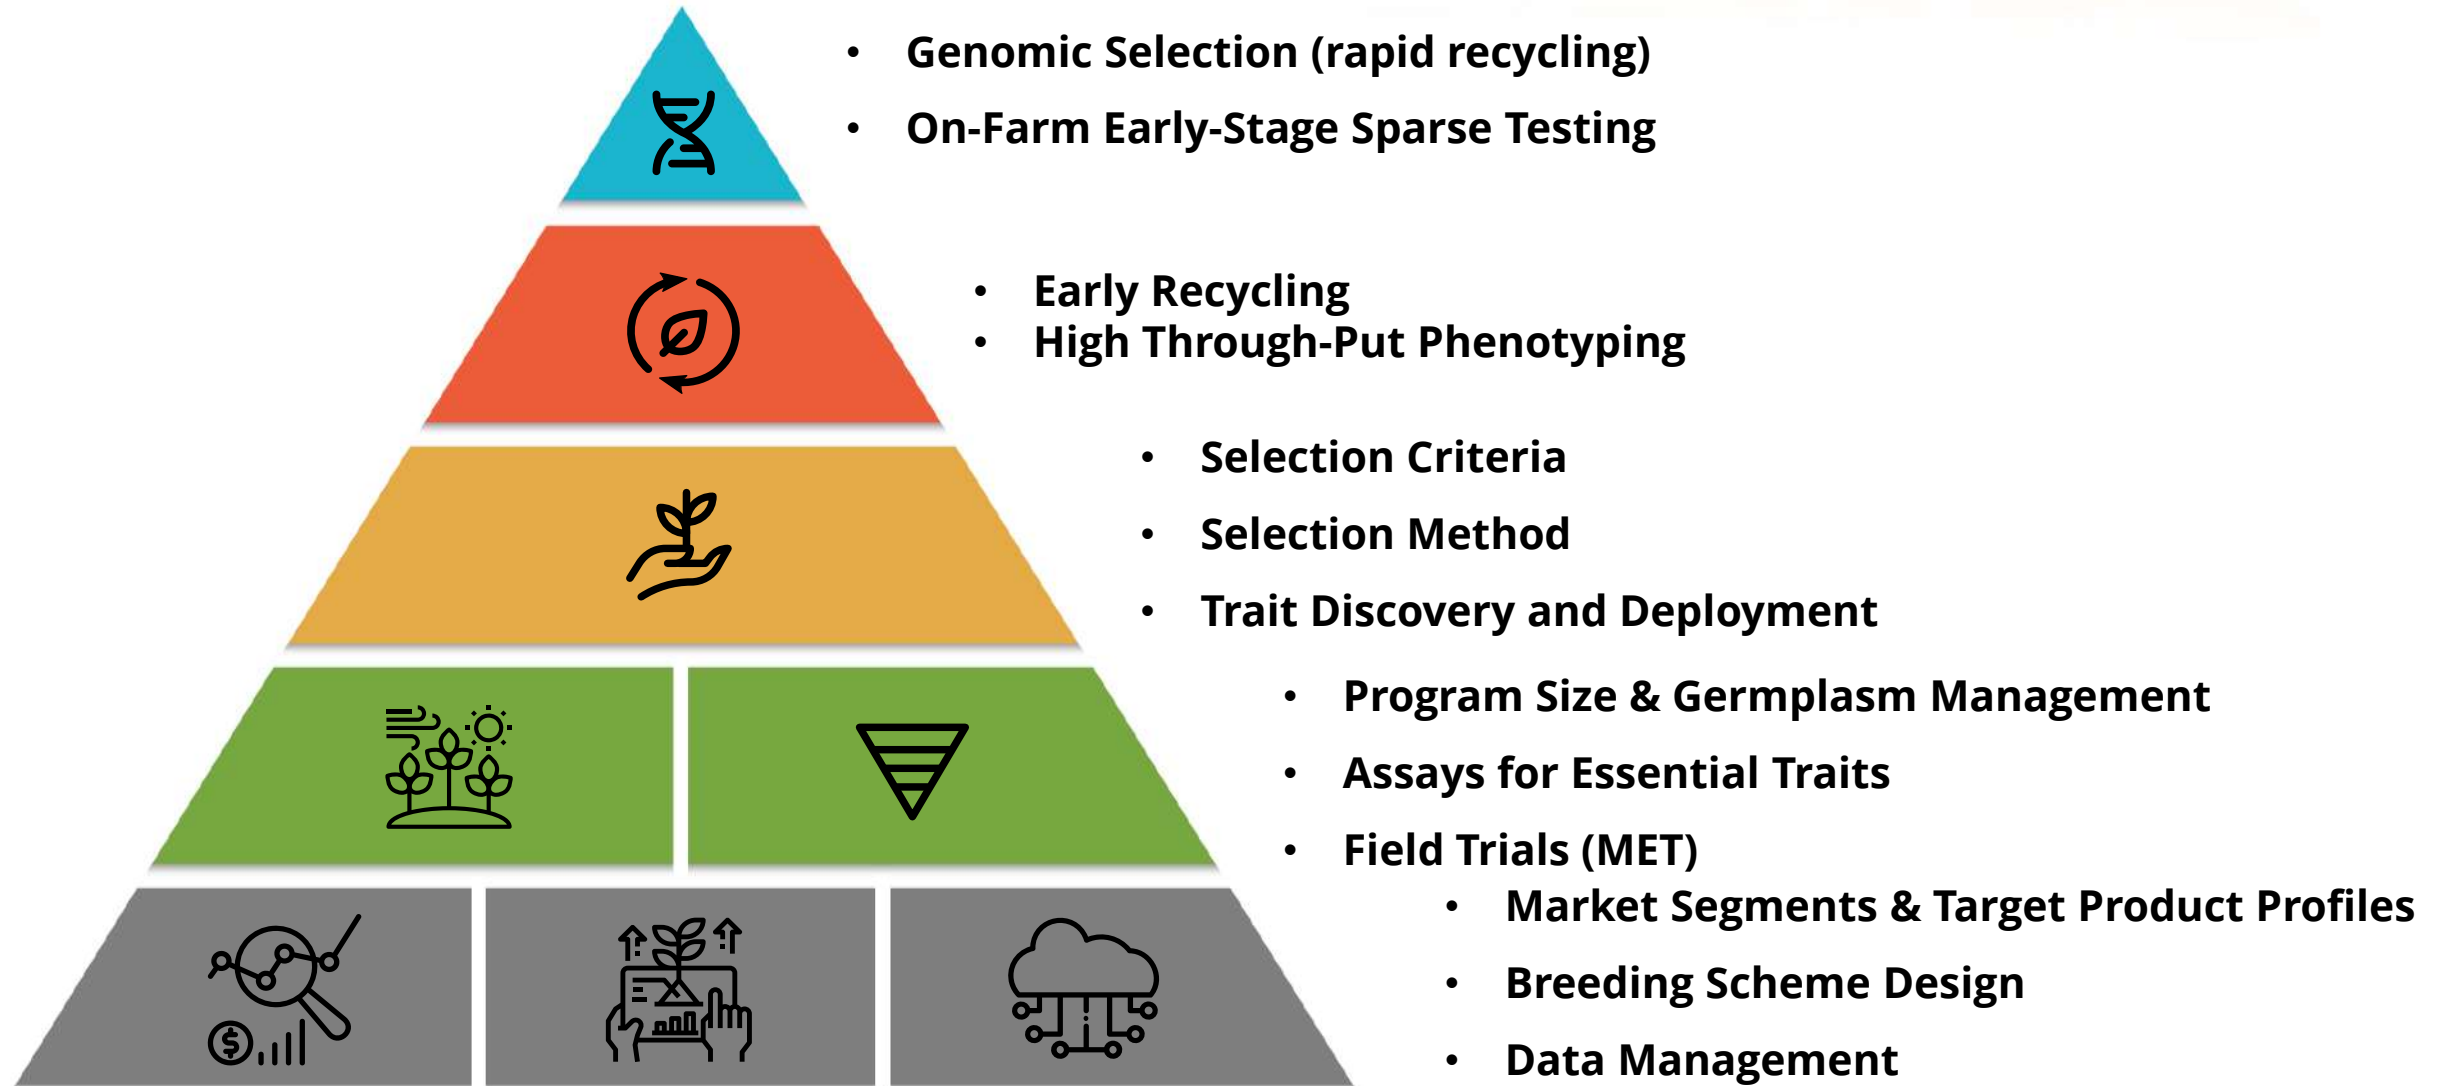 • Genomic Selection (rapid recycling)
• On-Farm Early-Stage Sparse Testing
• Early Recycling
• High Through-Put Phenotyping
• Selection Criteria
• Selection Method
• Trait Discovery and Deployment
• Program Size & Germplasm Management
• Assays for Essential Traits
• Field Trials (MET)
• Market Segments & Target Product Profiles
• Breeding Scheme Design
• Data Management
$